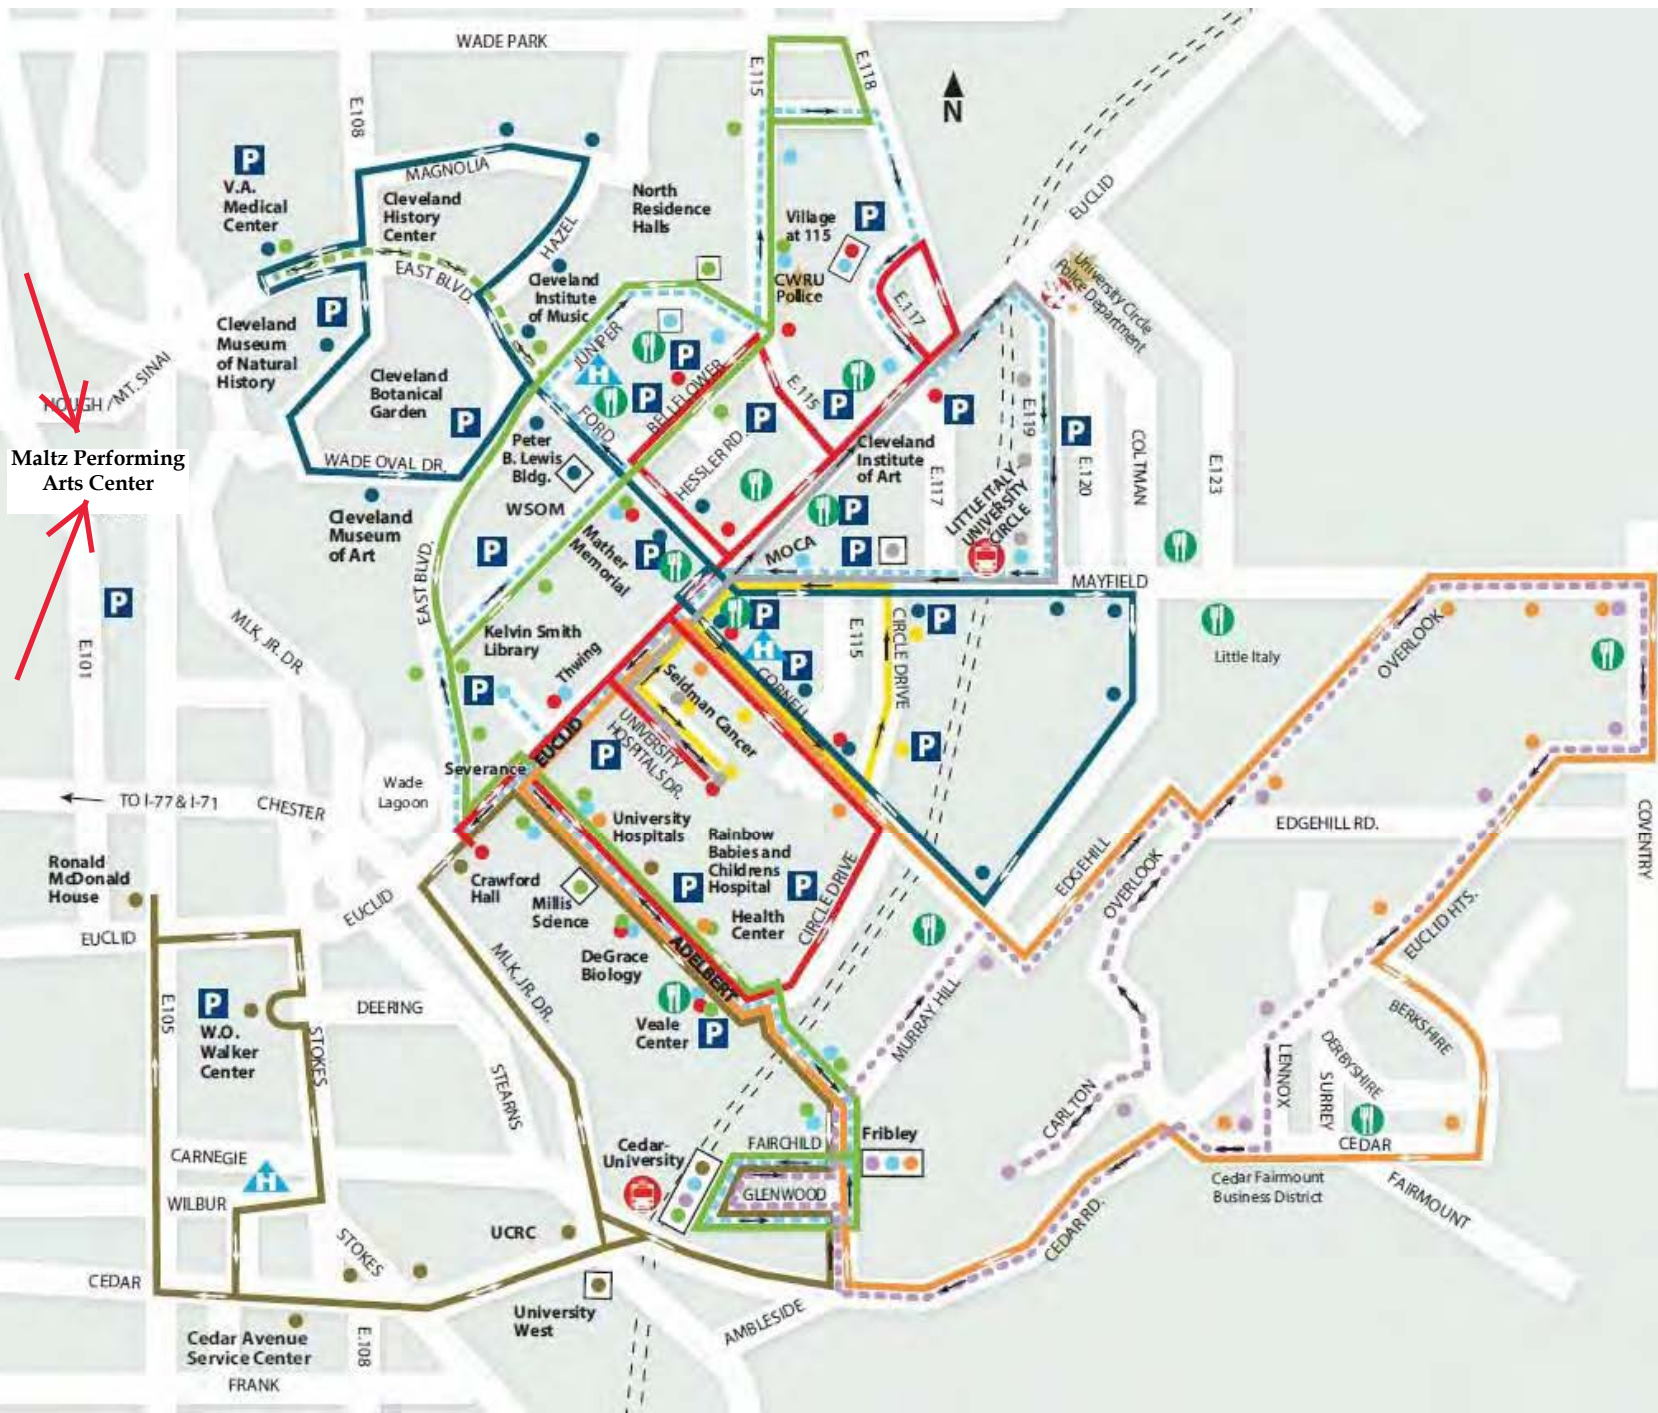 WADE PARK
E.115
E.118
E.108
N
P
V.A.
Medical
Center
MAGNOLIA
Cleveland
History
Center
North
Residence
Halls
Village
at 115
P
EUCLID
HAZEL
EAST BLVD.
Cleveland
Institute
of Music
CWRU
Police
University Circle
Police Department
E.117
P
Cleveland
Museum
of Natural
History
HOUGH / MT. SINAI
JUNIPER
H
P
P
BELLFLOWER
E.115
P
P
P
P
Cleveland
Botanical
Garden
P
FORD
Peter
B. Lewis
Bldg.
HESSLER RD.
Cleveland
Institute
of Art
E.117
E.119
E.120
COLTMAN
E.123
Maltz Performing
Arts Center
WADE OVAL DR.
Cleveland
Museum
of Art
WSOM
LITTLE ITALY
UNIVERSITY
CIRCLE
P
P
Mather
Memorial
P
MOCA
P
MAYFIELD
P
EAST BLVD.
MLK, JR. DR.
E.101
Kelvin Smith
Library
Thwing
P
P
H
P
CORNELL
E.115
CIRCLE DRIVE
P
P
Little Italy
OVERLOOK
Seidman Cancer
UNIVERSITY
HOSPITALS DR.
P
EUCLID
Severance
Wade
Lagoon
TO I-77 & I-71
CHESTER
University
Hospitals
Rainbow
Babies and
Childrens
Hospital
P
P
Health
Center
CIRCLE DRIVE
EDGEHILL RD.
EDGEHILL
OVERLOOK
COVENTRY
Ronald
McDonald
House
EUCLID
Crawford
Hall
Millis
Science
DeGrace
Biology
ADELBERT
EUCLID HTS.
EUCLID
MLK, JR. DR.
E.105
P
W.O.
Walker
Center
DEERING
STOKES
STEARNS
Veale
Center
P
MURRAY HILL
BERKSHIRE
DERBYSHIRE
LENNOX
SURREY
CARLTON
CEDAR
CARNEGIE
H
WILBUR
Cedar-
University
FAIRCHILD
GLENWOOD
Fribley
Cedar Fairmount
Business District
FAIRMOUNT
CEDAR RD.
UCRC
STOKES
CEDAR
University
West
AMBLESIDE
Cedar Avenue
Service Center
E.108
FRANK